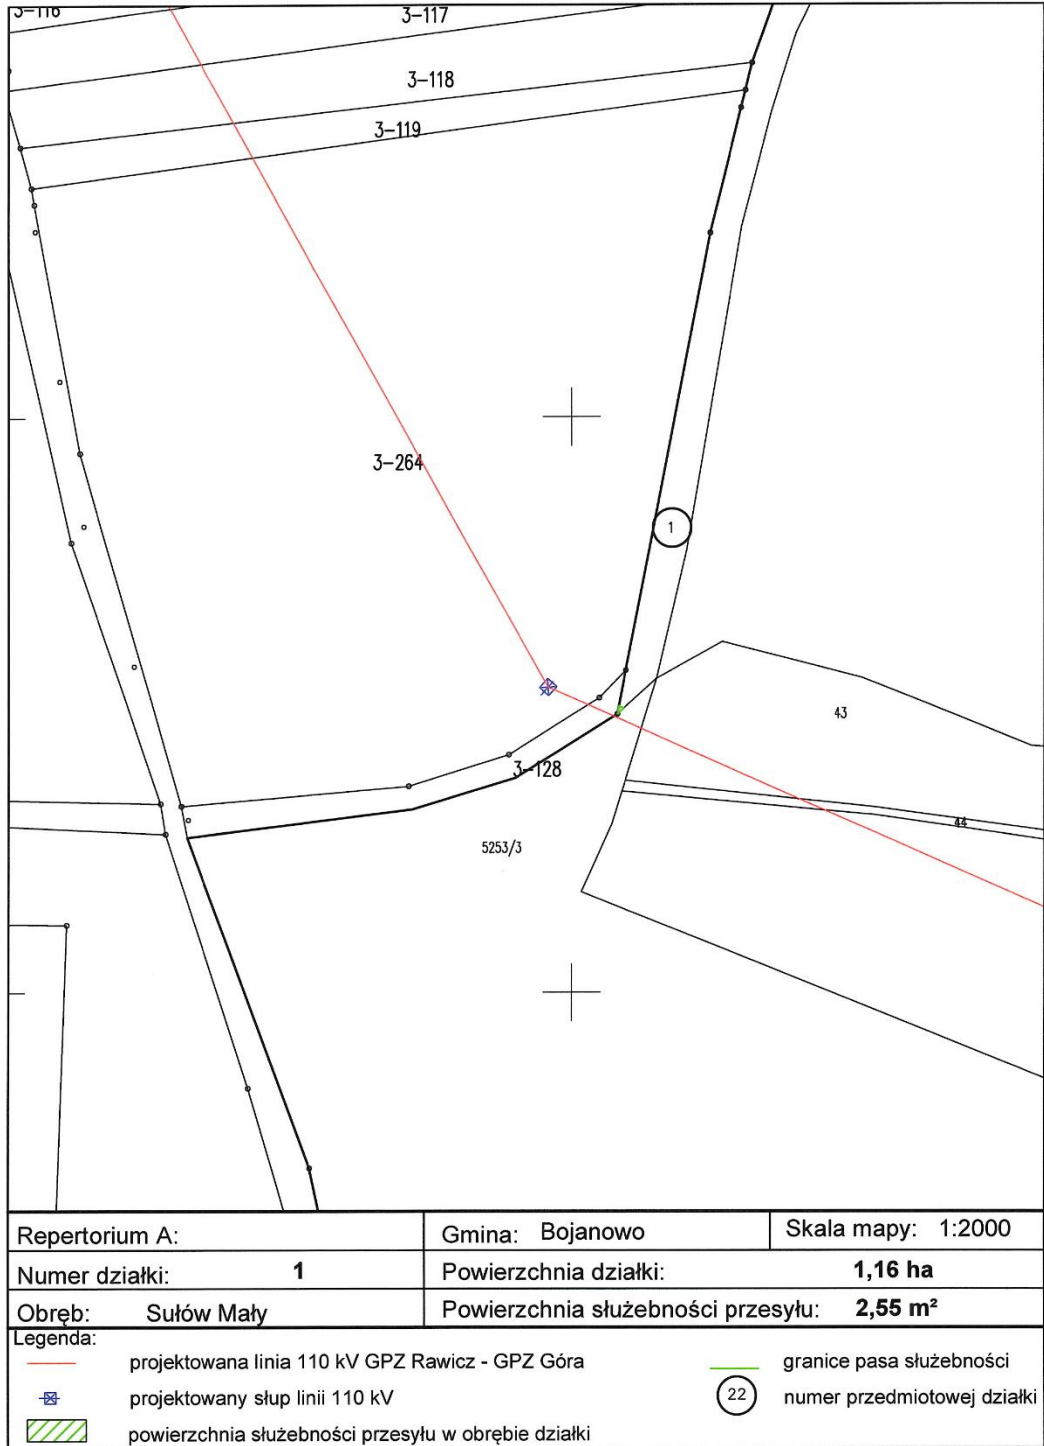 3-116
3-117
3-118
3-119
3-264
1
43
3-128
44
5253/3
Repertorium A:
Gmina: Bojanowo
Skala mapy: 1:2000
Numer działki: 1
Powierzchnia działki: 1,16 ha
Obręb: Sułów Mały
Powierzchnia służebności przesyłu: 2,55 m²
Legenda:
projektowana linia 110 kV GPZ Rawicz - GPZ Góra
granice pasa służebności
projektowany słup linii 110 kV
22 numer przedmiotowej działki
powierzchnia służebności przesyłu w obrębie działki